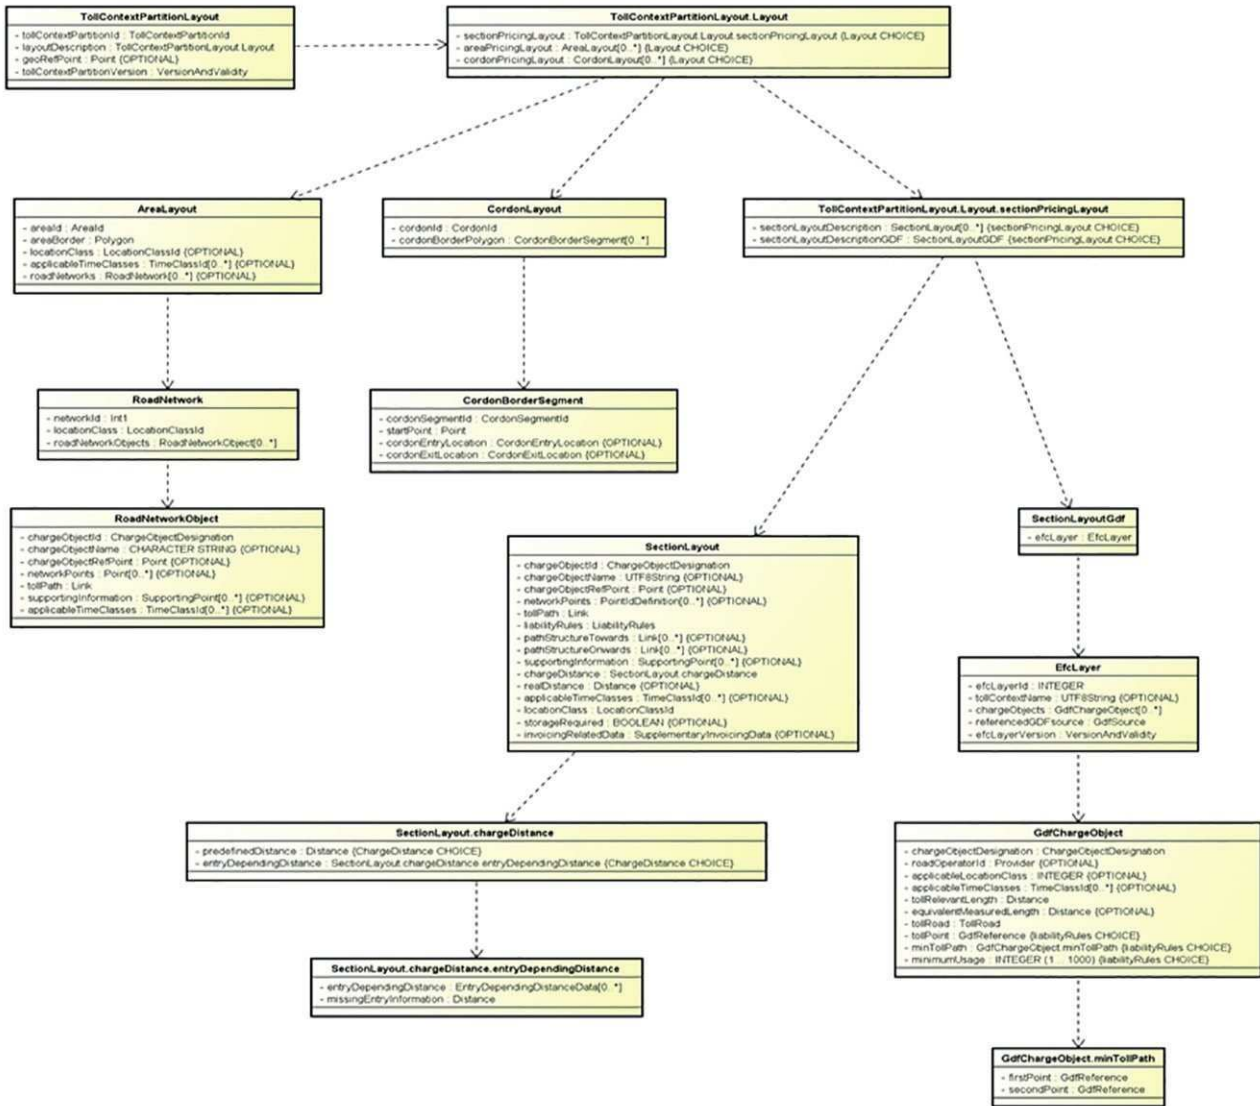 TollContextPartitionLayout
- tollContextPartitionId : TollContextPartitionId
- layoutDescription : TollContextPartitionLayout.Layout
- geoRefPoint : Point {OPTIONAL}
- tollContextPartitionVersion : VersionAndValidity
TollContextPartitionLayout.Layout
- sectionPricingLayout : TollContextPartitionLayout.Layout.sectionPricingLayout {Layout CHOICE}
- areaPricingLayout : AreaLayout[0..*] {Layout CHOICE}
- cordonPricingLayout : CordonLayout[0..*] {Layout CHOICE}
AreaLayout
- areaId : AreaId
- areaBorder : Polygon
- locationClass : LocationClassId {OPTIONAL}
- applicableTimeClasses : TimeClassId[0..*] {OPTIONAL}
- roadNetworks : RoadNetwork[0..*] {OPTIONAL}
CordonLayout
- cordonId : CordonId
- cordonBorderPolygon : CordonBorderSegment[0..*]
TollContextPartitionLayout.Layout.sectionPricingLayout
- sectionLayoutDescription : SectionLayout[0..*] {sectionPricingLayout CHOICE}
- sectionLayoutDescriptionGDF : SectionLayoutGDF {sectionPricingLayout CHOICE}
RoadNetwork
- networkId : Int1
- locationClass : LocationClassId
- roadNetworkObjects : RoadNetworkObject[0..*]
CordonBorderSegment
- cordonSegmentId : CordonSegmentId
- startPoint : Point
- cordonEntryLocation : CordonEntryLocation {OPTIONAL}
- cordonExitLocation : CordonExitLocation {OPTIONAL}
RoadNetworkObject
- chargeObjectId : ChargeObjectDesignation
- chargeObjectName : CHARACTER STRING {OPTIONAL}
- chargeObjectRefPoint : Point {OPTIONAL}
- networkPoints : Point[0..*] {OPTIONAL}
- tollPath : Link
- supportingInformation : SupportingPoint[0..*] {OPTIONAL}
- applicableTimeClasses : TimeClassId[0..*] {OPTIONAL}
SectionLayout
- chargeObjectId : ChargeObjectDesignation
- chargeObjectName : UTF8String {OPTIONAL}
- chargeObjectRefPoint : Point {OPTIONAL}
- networkPoints : PointIdDefinition[0..*] {OPTIONAL}
- tollPath : Link
- liabilityRules : LiabilityRules
- pathStructureTowards : Link[0..*] {OPTIONAL}
- pathStructureOnwards : Link[0..*] {OPTIONAL}
- supportingInformation : SupportingPoint[0..*] {OPTIONAL}
- chargeDistance : SectionLayout.chargeDistance
- realDistance : Distance {OPTIONAL}
- applicableTimeClasses : TimeClassId[0..*] {OPTIONAL}
- locationClass : LocationClassId
- storageRequired : BOOLEAN {OPTIONAL}
- invoicingRelatedData : SupplementaryInvoicingData {OPTIONAL}
SectionLayoutGdf
- efcLayer : EfcLayer
EfcLayer
- efcLayerId : INTEGER
- tollContextName : UTF8String {OPTIONAL}
- chargeObjects : GdfChargeObject[0..*]
- referencedGDFsource : GdfSource
- efcLayerVersion : VersionAndValidity
SectionLayout.chargeDistance
- predefinedDistance : Distance {ChargeDistance CHOICE}
- entryDependingDistance : SectionLayout.chargeDistance.entryDependingDistance {ChargeDistance CHOICE}
GdfChargeObject
- chargeObjectDesignation : ChargeObjectDesignation
- roadOperatorId : Provider {OPTIONAL}
- applicableLocationClass : INTEGER {OPTIONAL}
- applicableTimeClasses : TimeClassId[0..*] {OPTIONAL}
- tollRelevantLength : Distance
- equivalentMeasuredLength : Distance {OPTIONAL}
- tollRoad : TollRoad
- tollPoint : GdfReference {liabilityRules CHOICE}
- minTollPath : GdfChargeObject.minTollPath {liabilityRules CHOICE}
- minimumUsage : INTEGER (1 .. 1000) {liabilityRules CHOICE}
SectionLayout.chargeDistance.entryDependingDistance
- entryDependingDistance : EntryDependingDistanceData[0..*]
- missingEntryInformation : Distance
GdfChargeObject.minTollPath
- firstPoint : GdfReference
- secondPoint : GdfReference